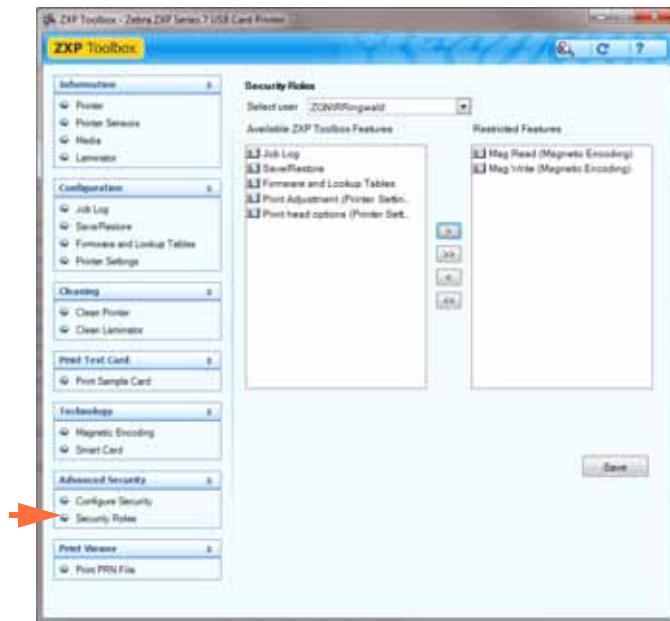 ZXP Toolbox - Zebra ZXP Series 7 USB Card Printer
ZXP Toolbox
?
Information
Printer
Printer Sensors
Media
Laminator
Configuration
Job Log
Save/Restore
Firmware and Lookup Tables
Printer Settings
Cleaning
Clean Printer
Clean Laminator
Print Test Card
Print Sample Card
Technology
Magnetic Encoding
Smart Card
Advanced Security
Configure Security
Security Roles
Print Viewer
Print PRN File
Security Roles
Select user
Available ZXP Toolbox Features
Job Log
Save/Restore
Firmware and Lookup Tables
Print Adjustment (Printer Settin...
Print head options (Printer Sett...
>
>>
<
<<
Restricted Features
Mag Read (Magnetic Encoding)
Mag Write (Magnetic Encoding)
Save